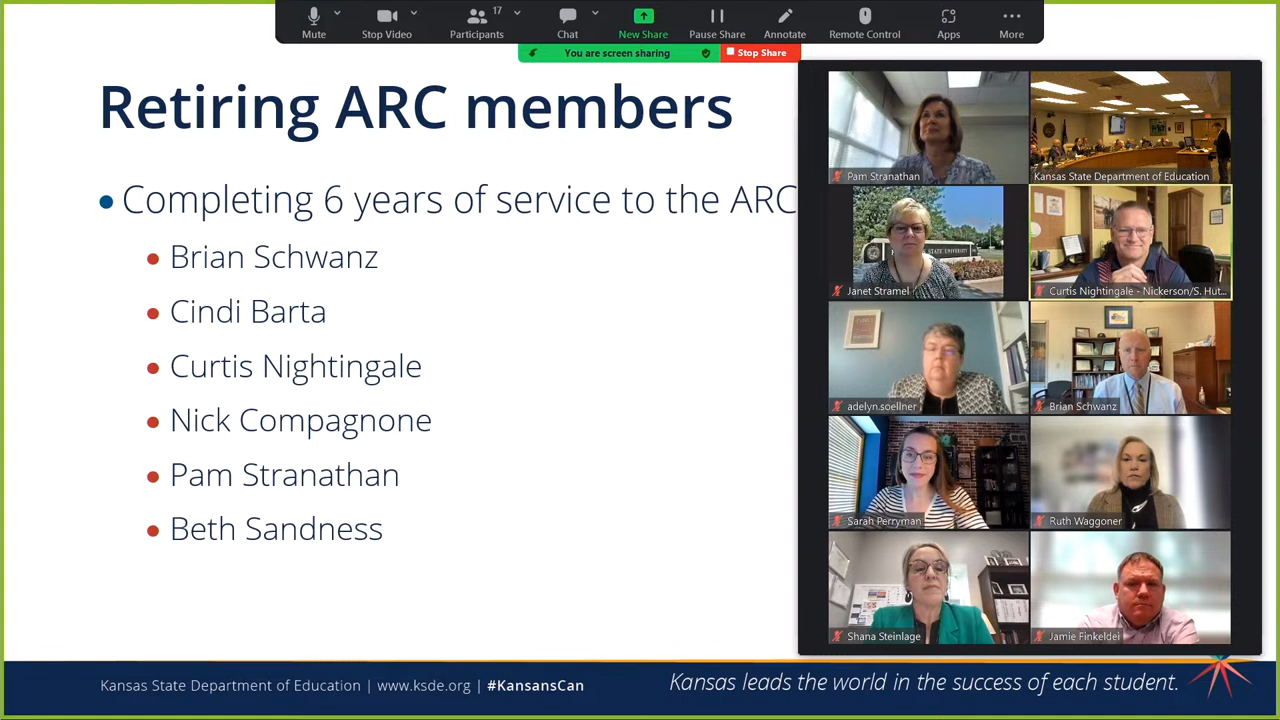 Mute
Stop Video
Participants
17
Chat
New Share
Pause Share
Annotate
Remote Control
Apps
More
You are screen sharing
Stop Share
Retiring ARC members
Completing 6 years of service to the ARC
Brian Schwanz
Cindi Barta
Curtis Nightingale
Nick Compagnone
Pam Stranathan
Beth Sandness
Pam Stranathan
Kansas State Department of Education
STATE UNIVERSITY
Janet Stramel
Curtis Nightingale - Nickerson/S. Hut...
adelyn.soellner
Brian Schwanz
Sarah Perryman
Ruth Waggoner
Shana Steinlage
Jamie Finkeldei
Kansas State Department of Education | www.ksde.org | #KansansCan
Kansas leads the world in the success of each student.